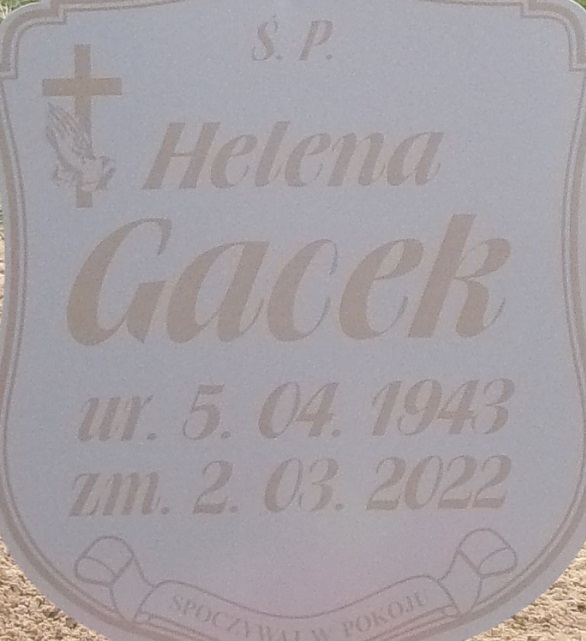 Ś. P.
Helena
Gacek
ur. 5. 04. 1943
zm. 2. 03. 2022
SPOCZYWAJ W POKOJU